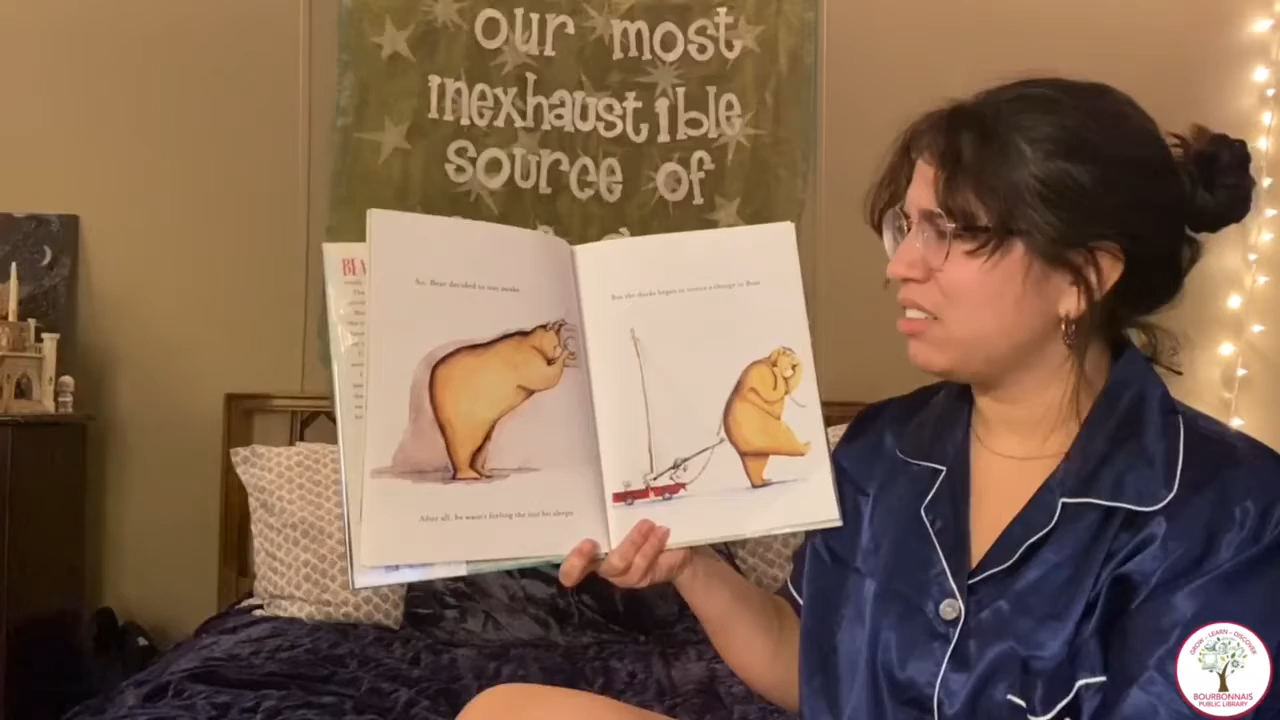 our most
inexhaustible
source of
BEA
So, Bear decided to stay awake.
But the ducks began to notice a change in Bear.
After all, he wasn't feeling the least bit sleepy.
GROW – LEARN – DISCOVER
BOURBONNAIS
PUBLIC LIBRARY